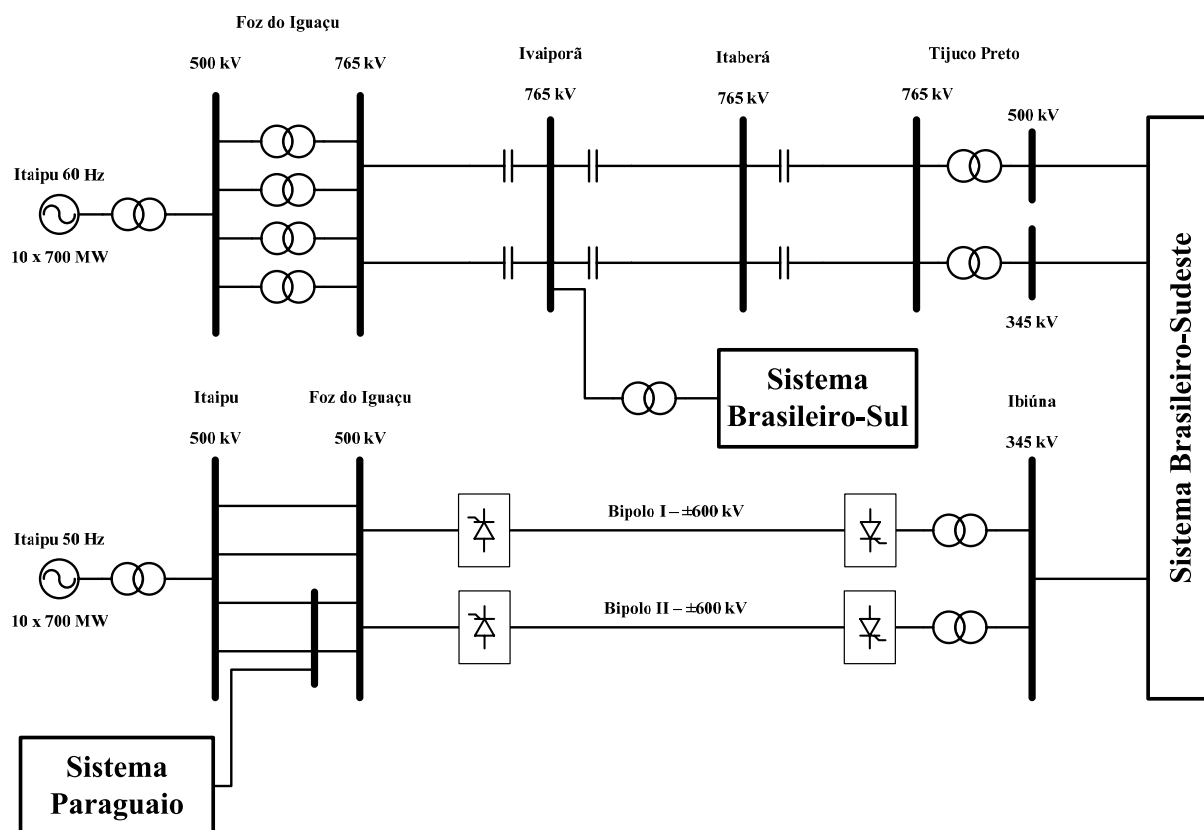 Foz do Iguaçu
500 kV
765 kV
Ivaiporã
765 kV
Itaberá
765 kV
Tijuco Preto
765 kV
500 kV
Itaipu 60 Hz
10 x 700 MW
345 kV
Sistema
Brasileiro-Sul
Sistema Brasileiro-Sudeste
Itaipu
500 kV
Foz do Iguaçu
500 kV
Ibiúna
345 kV
Itaipu 50 Hz
10 x 700 MW
Bipolo I – ±600 kV
Bipolo II – ±600 kV
Sistema
Paraguaio